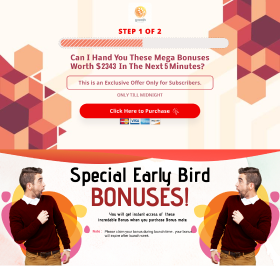 STEP 1 OF 2
Can I Hand You These Mega Bonuses
Worth $2343 In The Next 5 Minutes?
This is an Exclusive Offer Only for Subscribers.
ONLY TILL MIDNIGHT
Click Here to Purchase
VISA
Special Early Bird
BONUSES!
You will get instant access of these
incredible Bonus when you purchase Bonus mate
Note: Please claim your bonus during launch time. your bonus
will expire after launch week.